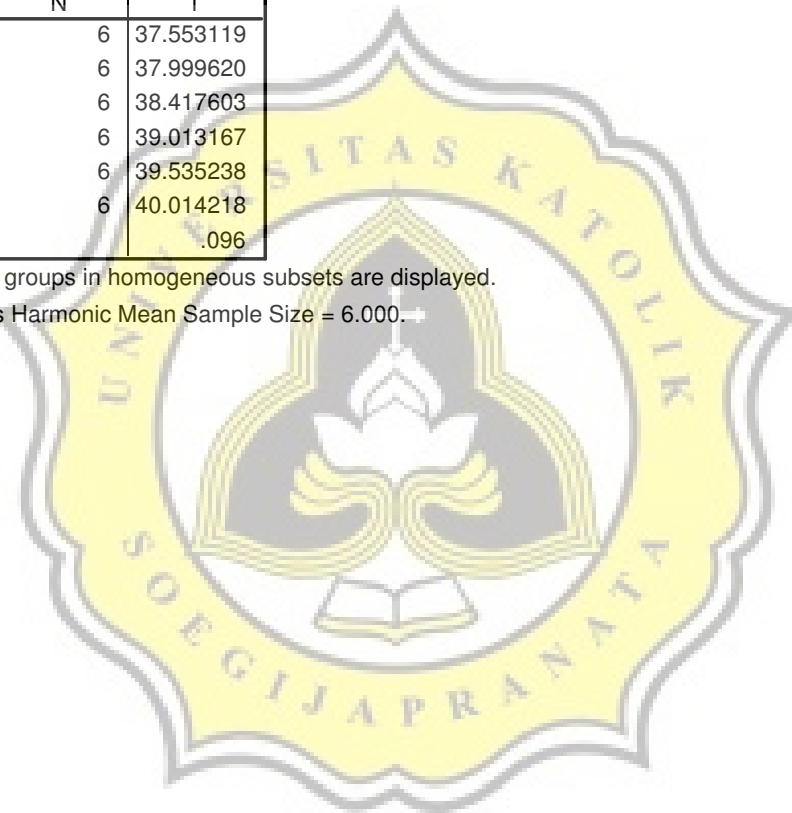 N 1
6 37.553119
6 37.999620
6 38.417603
6 39.013167
6 39.535238
6 40.014218
.096
groups in homogeneous subsets are displayed.
s Harmonic Mean Sample Size = 6.000.
UNIVERSITAS KATOLIK
SOEGIJAPRANATA